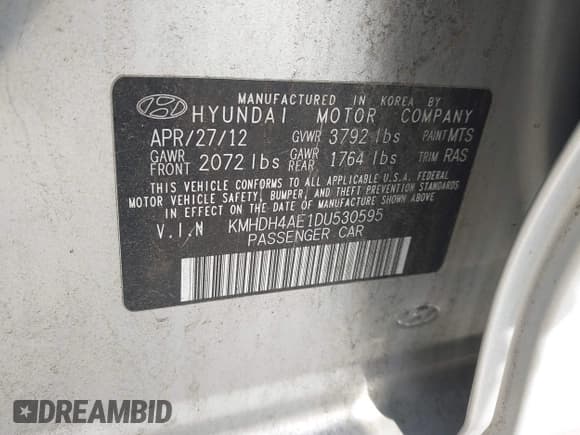 MANUFACTURED IN KOREA BY
HYUNDAI MOTOR COMPANY
APR/27/12 GVWR 3792 lbs PAINT MTS
GAWR FRONT 2072 lbs GAWR REAR 1764 lbs TRIM RAS
THIS VEHICLE CONFORMS TO ALL APPLICABLE U.S.A. FEDERAL
MOTOR VEHICLE SAFETY, BUMPER, AND THEFT PREVENTION STANDARDS
IN EFFECT ON THE DATE OF MANUFACTURE SHOWN ABOVE.
V.I.N KMHDH4AE1DU530595
PASSENGER CAR
DREAMBID